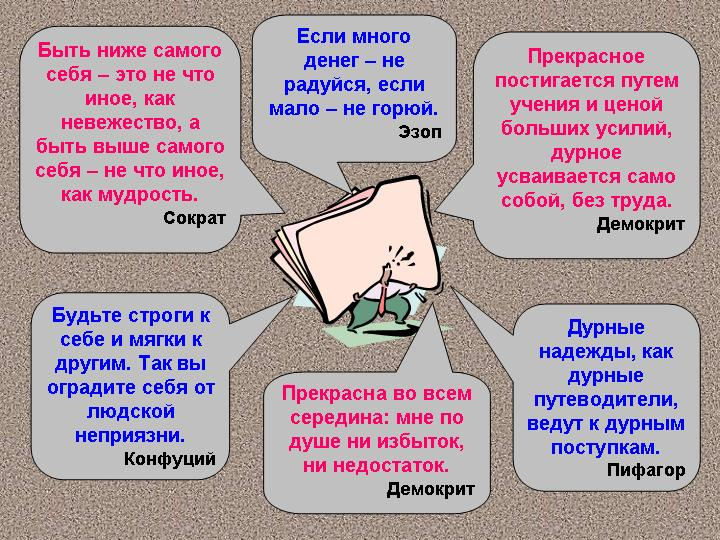 Быть ниже самого
себя – это не что
иное, как
невежество, а
быть выше самого
себя – не что иное,
как мудрость.
Сократ
Если много
денег – не
радуйся, если
мало – не горюй.
Эзоп
Прекрасное
постигается путем
учения и ценой
больших усилий,
дурное
усваивается само
собой, без труда.
Демокрит
Будьте строги к
себе и мягки к
другим. Так вы
оградите себя от
людской
неприязни.
Конфуций
Прекрасна во всем
середина: мне по
душе ни избыток,
ни недостаток.
Демокрит
Дурные
надежды, как
дурные
путеводители,
ведут к дурным
поступкам.
Пифагор